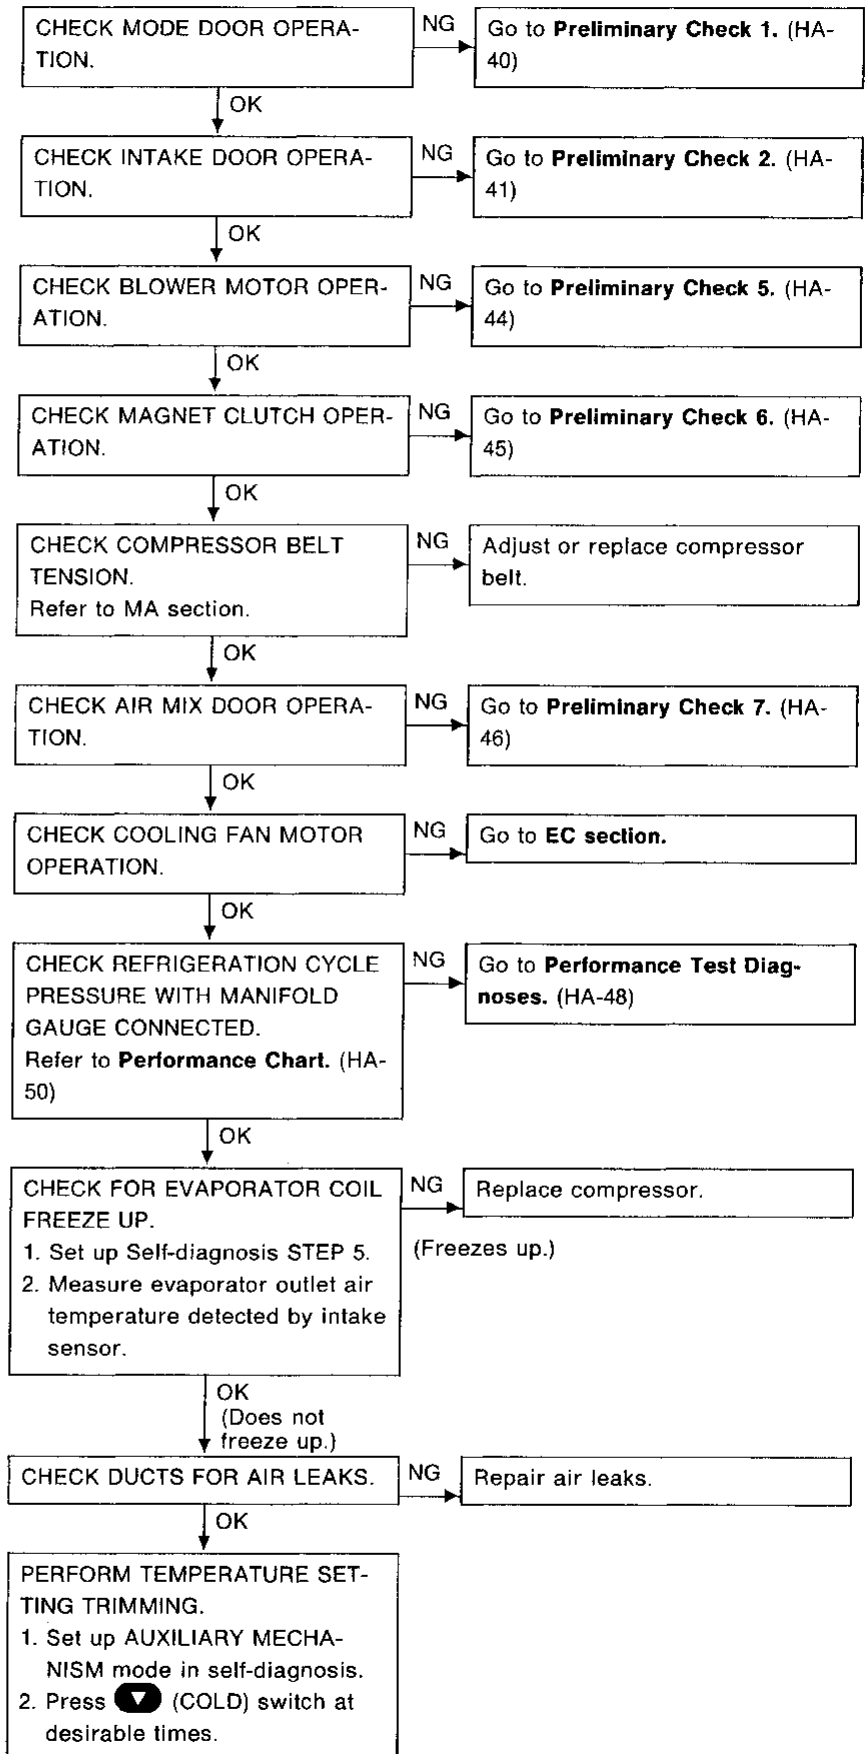 CHECK MODE DOOR OPERA-
TION.
NG
Go to Preliminary Check 1. (HA-
40)
OK
CHECK INTAKE DOOR OPERA-
TION.
NG
Go to Preliminary Check 2. (HA-
41)
OK
CHECK BLOWER MOTOR OPER-
ATION.
NG
Go to Preliminary Check 5. (HA-
44)
OK
CHECK MAGNET CLUTCH OPER-
ATION.
NG
Go to Preliminary Check 6. (HA-
45)
OK
CHECK COMPRESSOR BELT
TENSION.
Refer to MA section.
NG
Adjust or replace compressor
belt.
OK
CHECK AIR MIX DOOR OPERA-
TION.
NG
Go to Preliminary Check 7. (HA-
46)
OK
CHECK COOLING FAN MOTOR
OPERATION.
NG
Go to EC section.
OK
CHECK REFRIGERATION CYCLE
PRESSURE WITH MANIFOLD
GAUGE CONNECTED.
Refer to Performance Chart. (HA-
50)
NG
Go to Performance Test Diag-
noses. (HA-48)
OK
CHECK FOR EVAPORATOR COIL
FREEZE UP.
1. Set up Self-diagnosis STEP 5.
2. Measure evaporator outlet air
temperature detected by intake
sensor.
NG
(Freezes up.)
Replace compressor.
OK
(Does not
freeze up.)
CHECK DUCTS FOR AIR LEAKS.
NG
Repair air leaks.
OK
PERFORM TEMPERATURE SET-
TING TRIMMING.
1. Set up AUXILIARY MECHA-
NISM mode in self-diagnosis.
2. Press ▼ (COLD) switch at
desirable times.